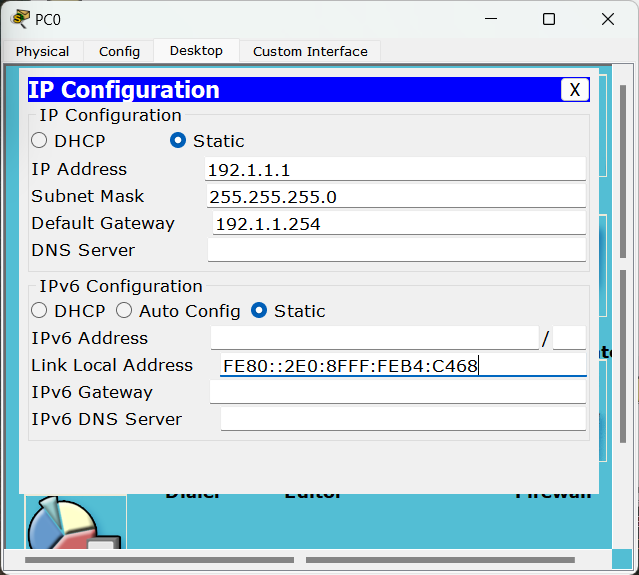 PC0
Physical Config Desktop Custom Interface
IP Configuration X
IP Configuration
DHCP Static
IP Address 192.1.1.1
Subnet Mask 255.255.255.0
Default Gateway 192.1.1.254
DNS Server
IPv6 Configuration
DHCP Auto Config Static
IPv6 Address /
Link Local Address FE80::2E0:8FFF:FEB4:C468
IPv6 Gateway
IPv6 DNS Server
Dialer Editor Firewall